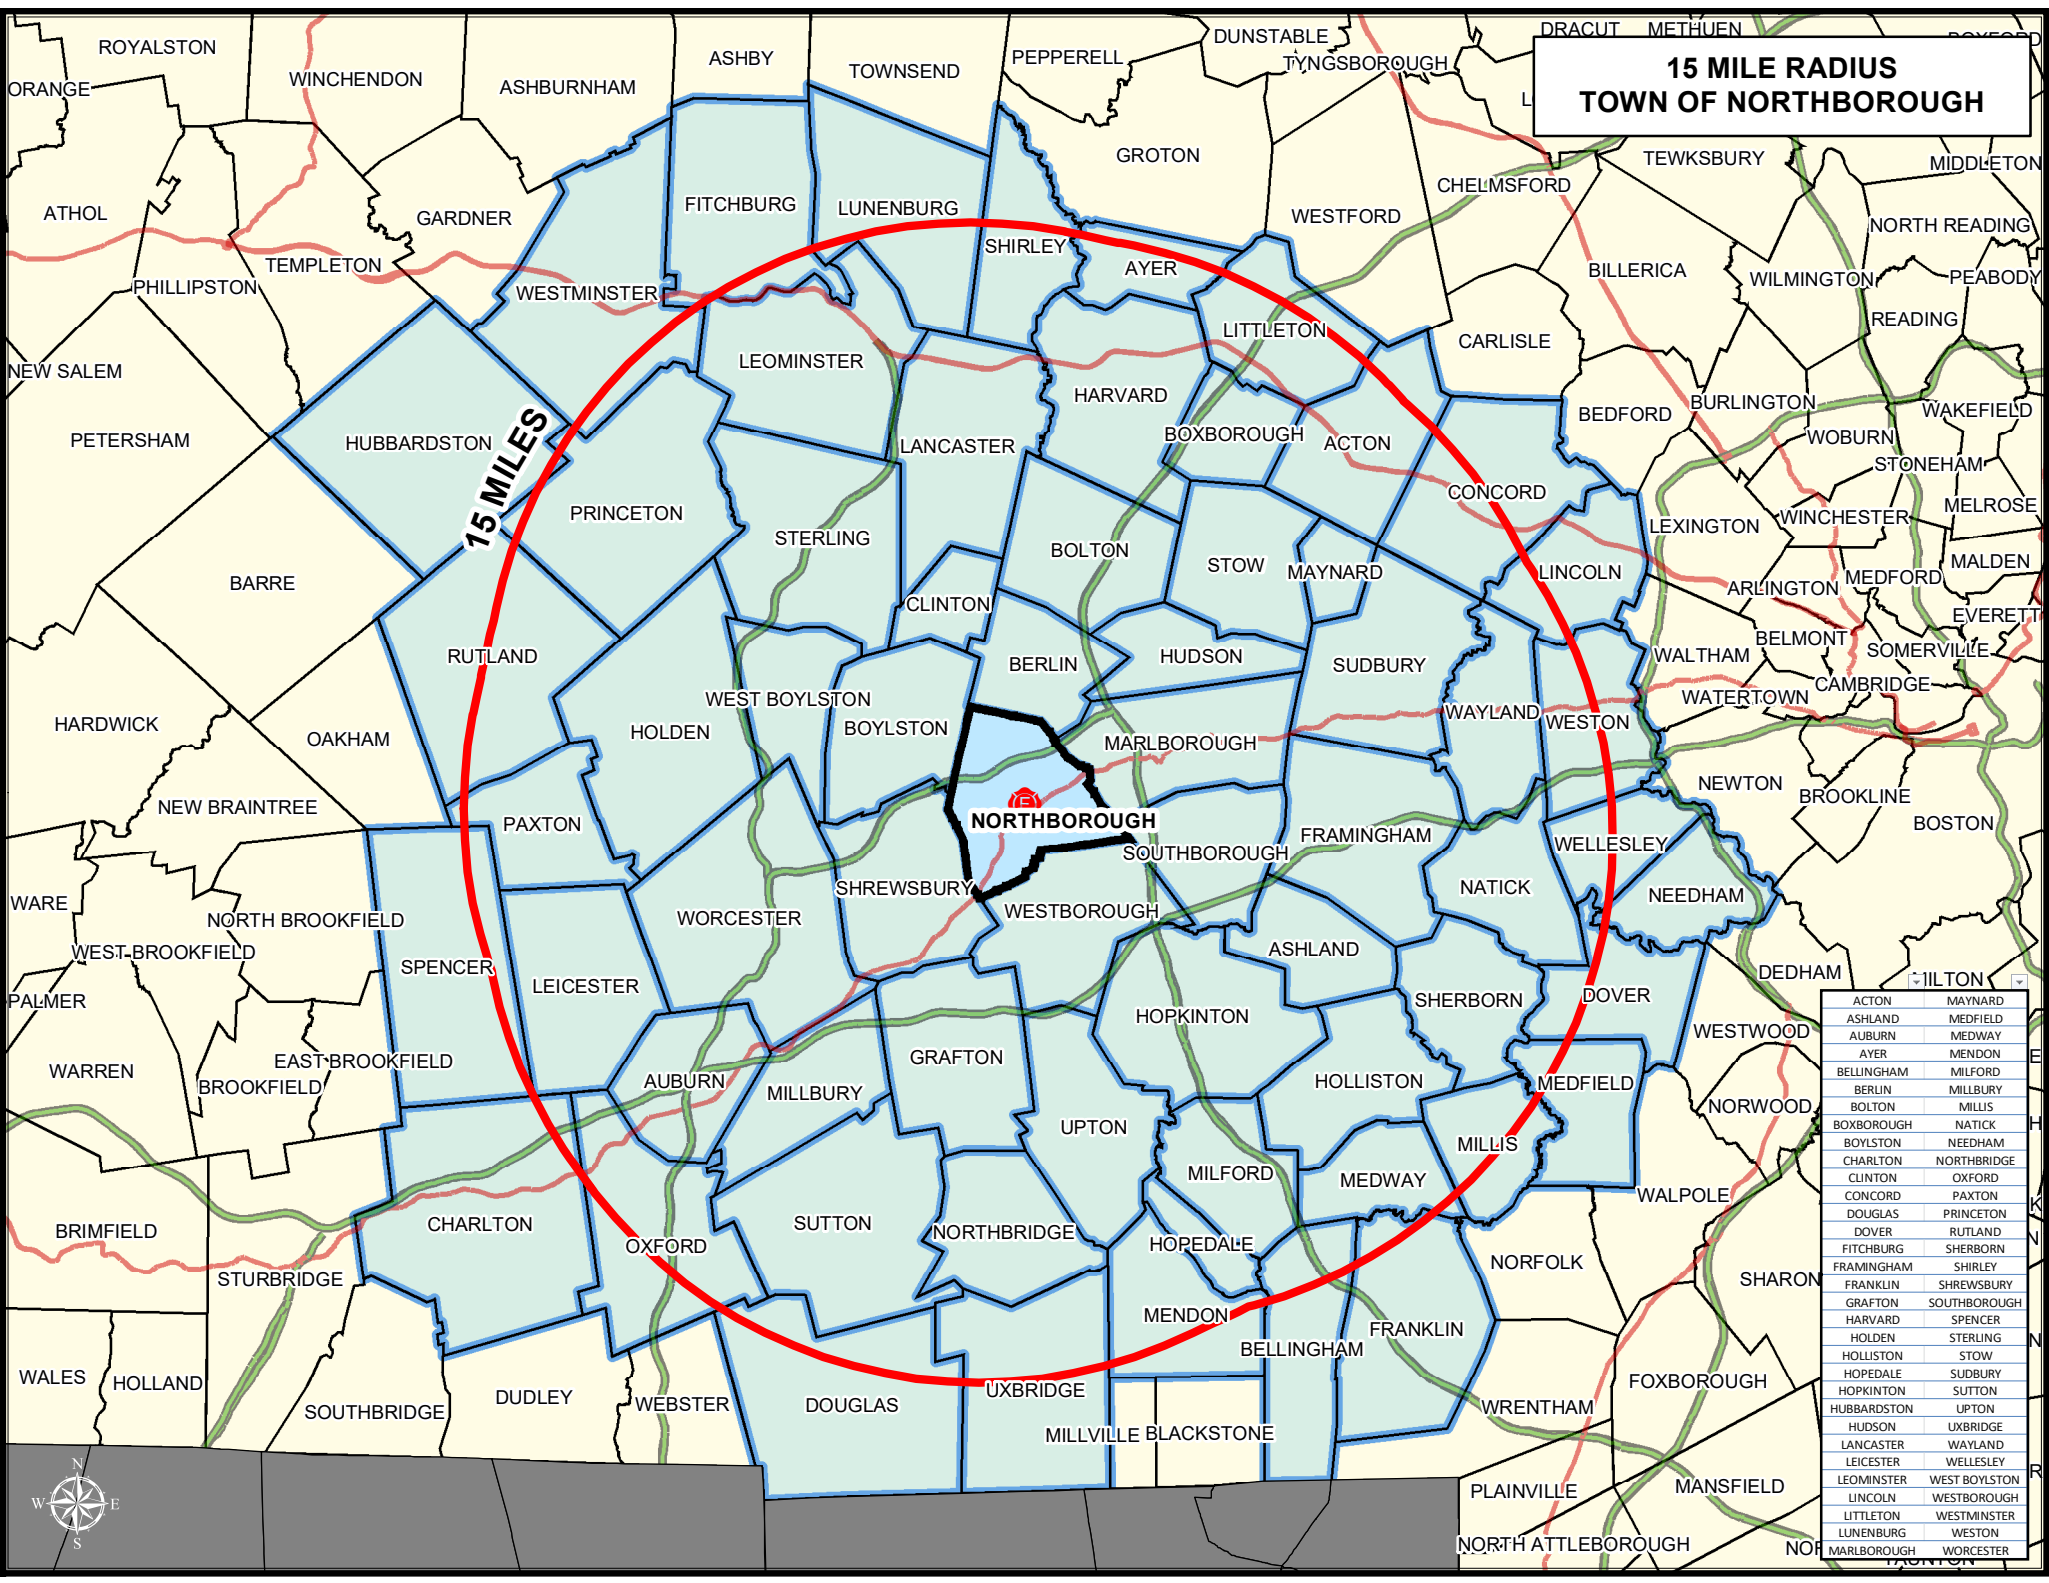 15 MILE RADIUS
TOWN OF NORTHBOROUGH
ROYALSTON
WINCHENDON
ASHBY
TOWNSEND
PEPPERELL
DUNSTABLE
TYNGSBOROUGH
DRACUT
METHUEN
BOXFORD
ORANGE
ASHBURNHAM
GROTON
TEWKSBURY
MIDDLETON
CHELMSFORD
ATHOL
GARDNER
FITCHBURG
LUNENBURG
WESTFORD
NORTH READING
SHIRLEY
AYER
TEMPLETON
PHILLIPSTON
WESTMINSTER
BILLERICA
WILMINGTON
PEABODY
LITTLETON
CARLISLE
READING
NEW SALEM
LEOMINSTER
HARVARD
BEDFORD
BURLINGTON
WAKEFIELD
PETERSHAM
HUBBARDSTON
15 MILES
LANCASTER
BOXBOROUGH
ACTON
WOBURN
STONEHAM
CONCORD
MELROSE
PRINCETON
STERLING
LEXINGTON
WINCHESTER
BARRE
BOLTON
STOW
MAYNARD
LINCOLN
ARLINGTON
MEDFORD
MALDEN
CLINTON
EVERETT
RUTLAND
BERLIN
HUDSON
SUDBURY
WALTHAM
BELMONT
SOMERVILLE
HARDWICK
OAKHAM
HOLDEN
WEST BOYLSTON
BOYLSTON
MARLBOROUGH
WAYLAND
WESTON
WATERTOWN
CAMBRIDGE
NEW BRAINTREE
PAXTON
NORTHBOROUGH
FRAMINGHAM
NEWTON
BROOKLINE
BOSTON
SOUTHBOROUGH
WELLESLEY
WARE
NORTH BROOKFIELD
WORCESTER
SHREWSBURY
WESTBOROUGH
NATICK
NEEDHAM
WEST BROOKFIELD
SPENCER
LEICESTER
ASHLAND
DEDHAM
PALMER
HOPKINTON
SHERBORN
DOVER
WESTWOOD
WARREN
BROOKFIELD
EAST BROOKFIELD
AUBURN
MILLBURY
GRAFTON
HOLLISTON
MEDFIELD
NORWOOD
UPTON
MILLIS
BRIMFIELD
CHARLTON
OXFORD
SUTTON
NORTHBRIDGE
MILFORD
MEDWAY
WALPOLE
HOPEDALE
NORFOLK
SHARON
STURBRIDGE
MENDON
BELLINGHAM
FRANKLIN
WALES
HOLLAND
SOUTHBRIDGE
DUDLEY
WEBSTER
DOUGLAS
UXBRIDGE
MILLVILLE
BLACKSTONE
WRENTHAM
FOXBOROUGH
PLAINVILLE
MANSFIELD
NORTH ATTLEBOROUGH
N
W E
S
ACTON MAYNARD
ASHLAND MEDFIELD
AUBURN MEDWAY
AYER MENDON
BELLINGHAM MILFORD
BERLIN MILLBURY
BOLTON MILLIS
BOXBOROUGH NATICK
BOYLSTON NEEDHAM
CHARLTON NORTHBRIDGE
CLINTON OXFORD
CONCORD PAXTON
DOUGLAS PRINCETON
DOVER RUTLAND
FITCHBURG SHERBORN
FRAMINGHAM SHIRLEY
FRANKLIN SHREWSBURY
GRAFTON SOUTHBOROUGH
HARVARD SPENCER
HOLDEN STERLING
HOLLISTON STOW
HOPEDALE SUDBURY
HOPKINTON SUTTON
HUBBARDSTON UPTON
HUDSON UXBRIDGE
LANCASTER WAYLAND
LEICESTER WELLESLEY
LEOMINSTER WEST BOYLSTON
LINCOLN WESTBOROUGH
LITTLETON WESTMINSTER
LUNENBURG WESTON
MARLBOROUGH WORCESTER